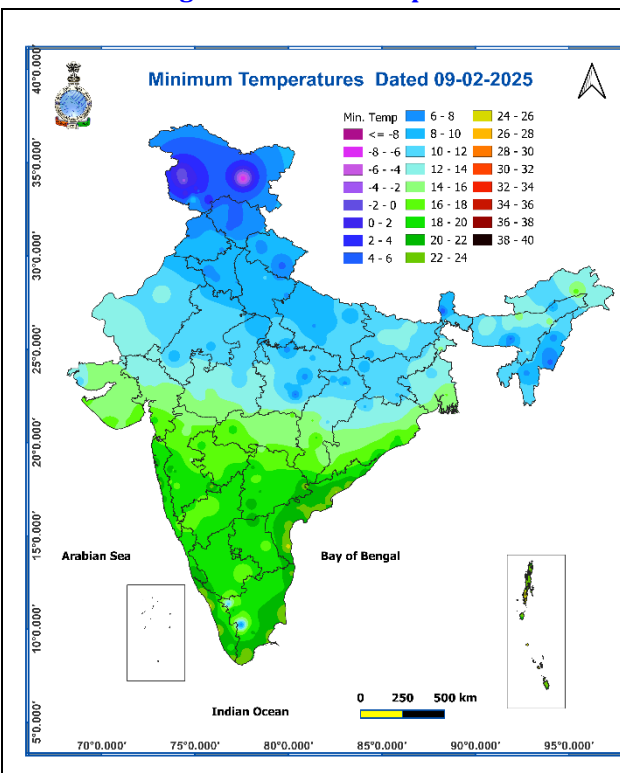 Minimum Temperatures Dated 09-02-2025
Min. Temp
<= -8
-8 - -6
-6 - -4
-4 - -2
-2 - 0
0 - 2
2 - 4
4 - 6
6 - 8
8 - 10
10 - 12
12 - 14
14 - 16
16 - 18
18 - 20
20 - 22
22 - 24
24 - 26
26 - 28
28 - 30
30 - 32
32 - 34
34 - 36
36 - 38
38 - 40
40°0.000'
35°0.000'
30°0.000'
25°0.000'
20°0.000'
15°0.000'
10°0.000'
5°0.000'
Arabian Sea
Bay of Bengal
Indian Ocean
0 250 500 km
70°0.000' 75°0.000' 80°0.000' 85°0.000' 90°0.000' 95°0.000'